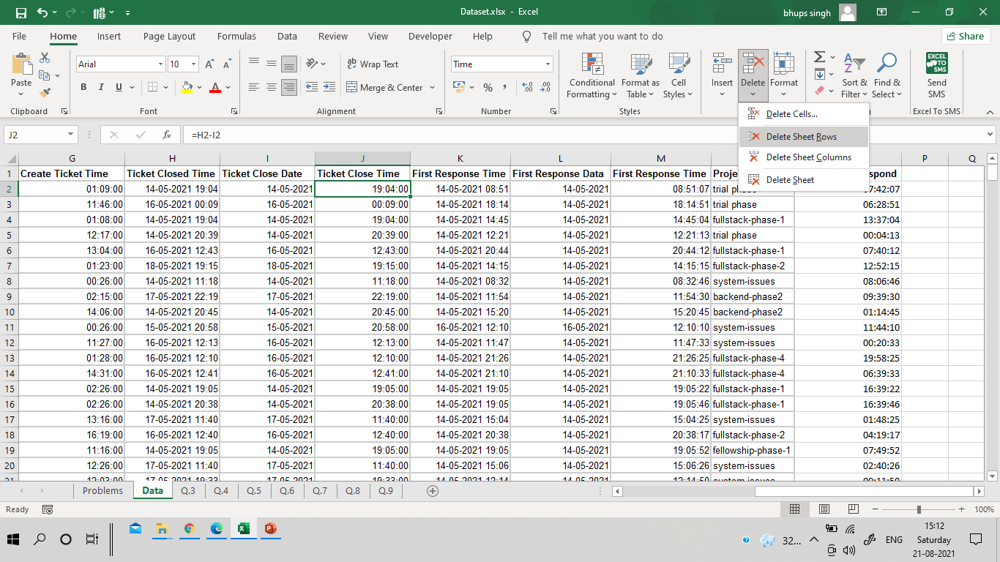 Dataset.xlsx - Excel
bhups singh
File Home Insert Page Layout Formulas Data Review View Developer Help Tell me what you want to do Share
Arial 10 Wrap Text Time
Paste B I U Merge & Center % Conditional Formatting Format as Table Cell Styles Insert Delete Format Sort & Filter Find & Select EXCEL TO SMS Send SMS
Clipboard Font Alignment Number Styles Excel To SMS
Delete Cells...
Delete Sheet Rows
Delete Sheet Columns
Delete Sheet
J2 fx =H2-I2
G H I J K L M P Q
1 Create Ticket Time Ticket Closed Time Ticket Close Date Ticket Close Time First Response Time First Response Data First Response Time Proje spond
2 01:09:00 14-05-2021 19:04 14-05-2021 19:04:00 14-05-2021 08:51 14-05-2021 08:51:07 trial phase 07:42:07
3 11:46:00 16-05-2021 00:09 16-05-2021 00:09:00 14-05-2021 18:14 14-05-2021 18:14:51 trial phase 06:28:51
4 01:08:00 14-05-2021 19:04 14-05-2021 19:04:00 14-05-2021 14:45 14-05-2021 14:45:04 fullstack-phase-1 13:37:04
5 12:17:00 14-05-2021 20:39 14-05-2021 20:39:00 14-05-2021 12:21 14-05-2021 12:21:13 trial phase 00:04:13
6 13:04:00 16-05-2021 12:43 16-05-2021 12:43:00 14-05-2021 20:44 14-05-2021 20:44:12 fullstack-phase-1 07:40:12
7 01:23:00 18-05-2021 19:15 18-05-2021 19:15:00 14-05-2021 14:15 14-05-2021 14:15:15 fullstack-phase-2 12:52:15
8 00:26:00 14-05-2021 11:18 14-05-2021 11:18:00 14-05-2021 08:32 14-05-2021 08:32:46 system-issues 08:06:46
9 02:15:00 17-05-2021 22:19 17-05-2021 22:19:00 14-05-2021 11:54 14-05-2021 11:54:30 backend-phase2 09:39:30
10 14:06:00 14-05-2021 20:45 14-05-2021 20:45:00 14-05-2021 15:20 14-05-2021 15:20:45 backend-phase2 01:14:45
11 00:26:00 15-05-2021 20:58 15-05-2021 20:58:00 16-05-2021 12:10 16-05-2021 12:10:10 system-issues 11:44:10
12 11:27:00 16-05-2021 12:13 16-05-2021 12:13:00 14-05-2021 11:47 14-05-2021 11:47:33 system-issues 00:20:33
13 01:28:00 16-05-2021 12:10 16-05-2021 12:10:00 14-05-2021 21:26 14-05-2021 21:26:25 fullstack-phase-4 19:58:25
14 14:31:00 16-05-2021 12:41 16-05-2021 12:41:00 14-05-2021 21:10 14-05-2021 21:10:33 fullstack-phase-4 06:39:33
15 02:26:00 14-05-2021 19:05 14-05-2021 19:05:00 14-05-2021 19:05 14-05-2021 19:05:22 fullstack-phase-1 16:39:22
16 02:26:00 14-05-2021 20:38 14-05-2021 20:38:00 14-05-2021 19:05 14-05-2021 19:05:46 fullstack-phase-1 16:39:46
17 13:16:00 17-05-2021 11:40 17-05-2021 11:40:00 14-05-2021 15:04 14-05-2021 15:04:25 system-issues 01:48:25
18 16:19:00 16-05-2021 12:40 16-05-2021 12:40:00 14-05-2021 20:38 14-05-2021 20:38:17 fullstack-phase-2 04:19:17
19 11:16:00 14-05-2021 19:05 14-05-2021 19:05:00 14-05-2021 19:05 14-05-2021 19:05:52 fellowship-phase-1 07:49:52
20 12:26:00 17-05-2021 11:40 17-05-2021 11:40:00 14-05-2021 15:06 14-05-2021 15:06:26 system-issues 02:40:26
Problems Data Q.3 Q.4 Q.5 Q.6 Q.7 Q.8 Q.9
Ready 100%
32... ENG 15:12
Saturday
21-08-2021